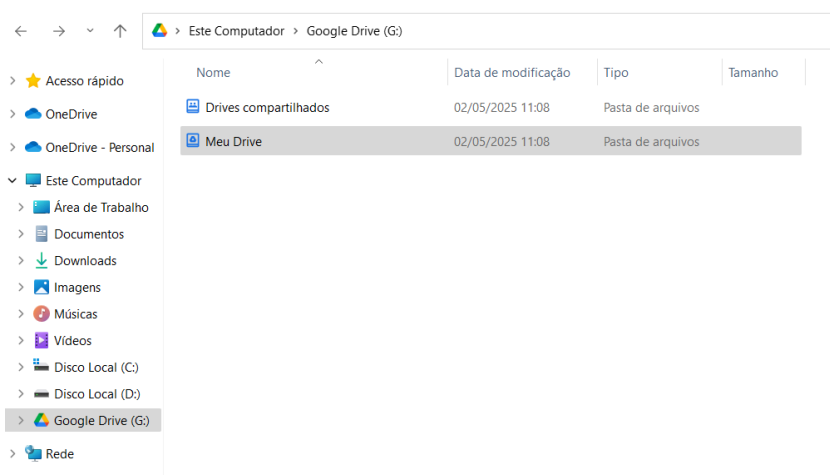 Este Computador > Google Drive (G:)
Nome Data de modificação Tipo Tamanho
Drives compartilhados 02/05/2025 11:08 Pasta de arquivos
Meu Drive 02/05/2025 11:08 Pasta de arquivos
Acesso rápido
OneDrive
OneDrive - Personal
Este Computador
Área de Trabalho
Documentos
Downloads
Imagens
Músicas
Vídeos
Disco Local (C:)
Disco Local (D:)
Google Drive (G:)
Rede